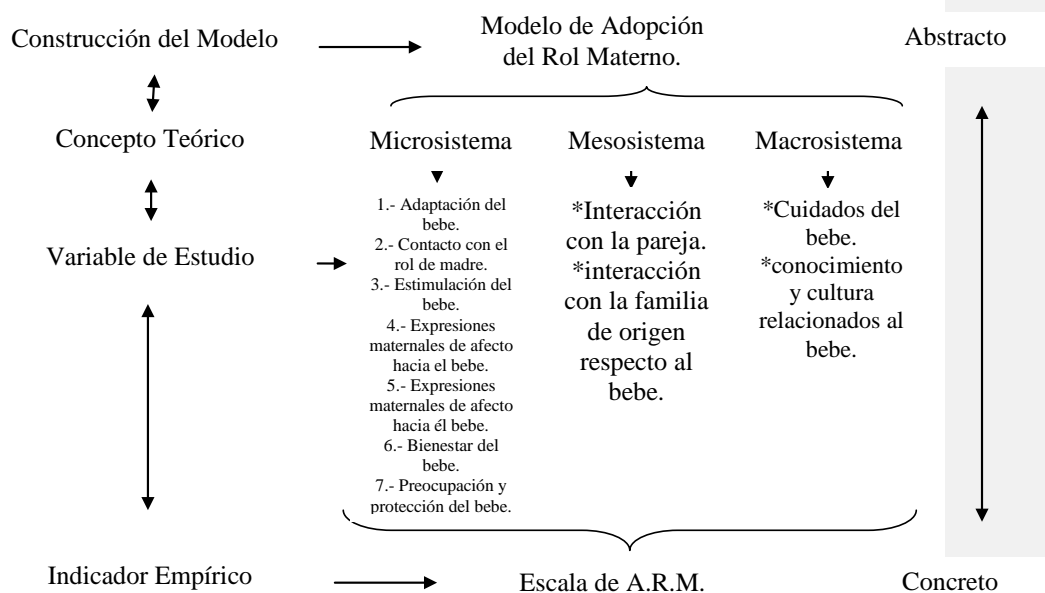 Construcción del Modelo
Modelo de Adopción
del Rol Materno.
Abstracto
Concepto Teórico
Microsistema
Mesosistema
Macrosistema
Variable de Estudio
1.- Adaptación del
bebe.
2.- Contacto con el
rol de madre.
3.- Estimulación del
bebe.
4.- Expresiones
maternales de afecto
hacia el bebe.
5.- Expresiones
maternales de afecto
hacia él bebe.
6.- Bienestar del
bebe.
7.- Preocupación y
protección del bebe.
*Interacción
con la pareja.
*interacción
con la familia
de origen
respecto al
bebe.
*Cuidados del
bebe.
*conocimiento
y cultura
relacionados al
bebe.
Indicador Empírico
Escala de A.R.M.
Concreto